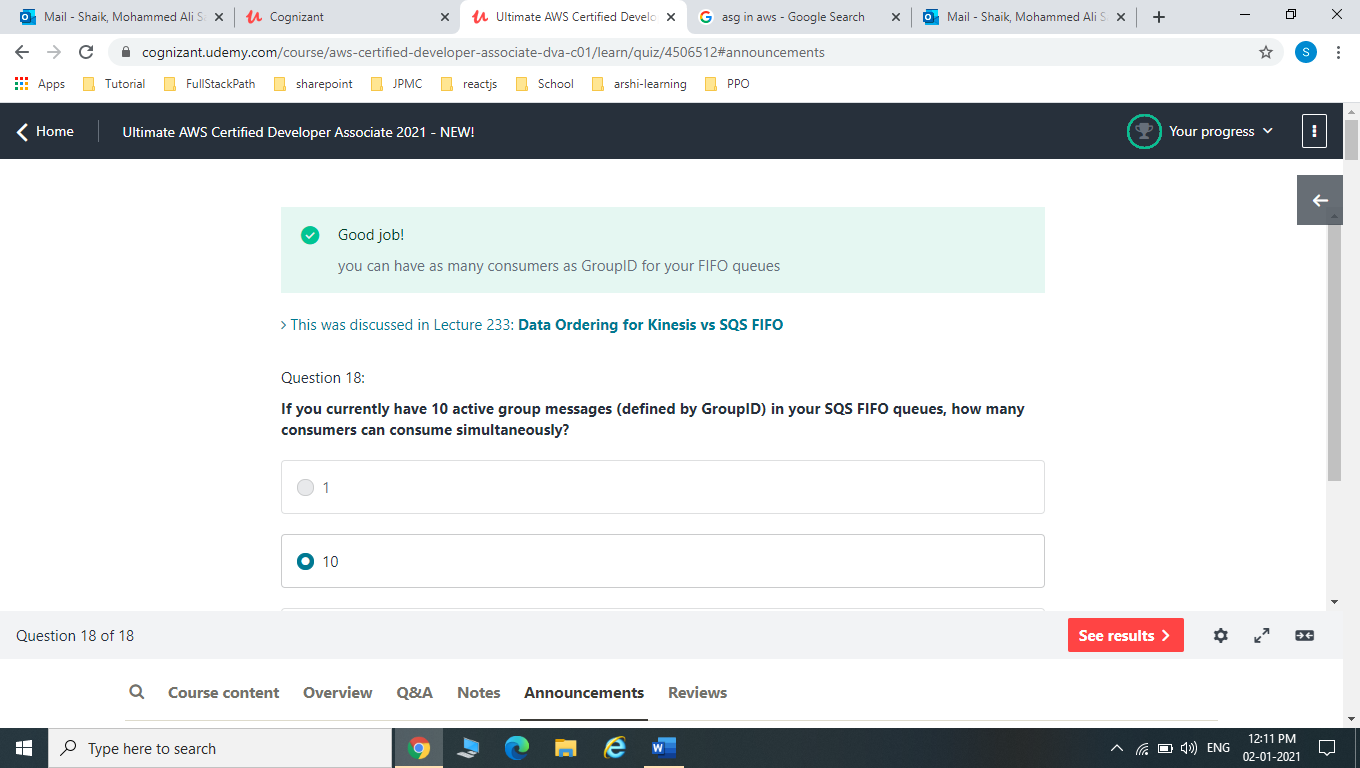 Mail - Shaik, Mohammed Ali S
Cognizant
Ultimate AWS Certified Develo
asg in aws - Google Search
Mail - Shaik, Mohammed Ali S
cognizant.udemy.com/course/aws-certified-developer-associate-dva-c01/learn/quiz/4506512#announcements
S
Apps
Tutorial
FullStackPath
sharepoint
JPMC
reactjs
School
arshi-learning
PPO
Home
Ultimate AWS Certified Developer Associate 2021 - NEW!
Your progress
Good job!
you can have as many consumers as GroupID for your FIFO queues
> This was discussed in Lecture 233: Data Ordering for Kinesis vs SQS FIFO
Question 18:
If you currently have 10 active group messages (defined by GroupID) in your SQS FIFO queues, how many
consumers can consume simultaneously?
1
10
Question 18 of 18
See results
Course content
Overview
Q&A
Notes
Announcements
Reviews
Type here to search
ENG
12:11 PM
02-01-2021